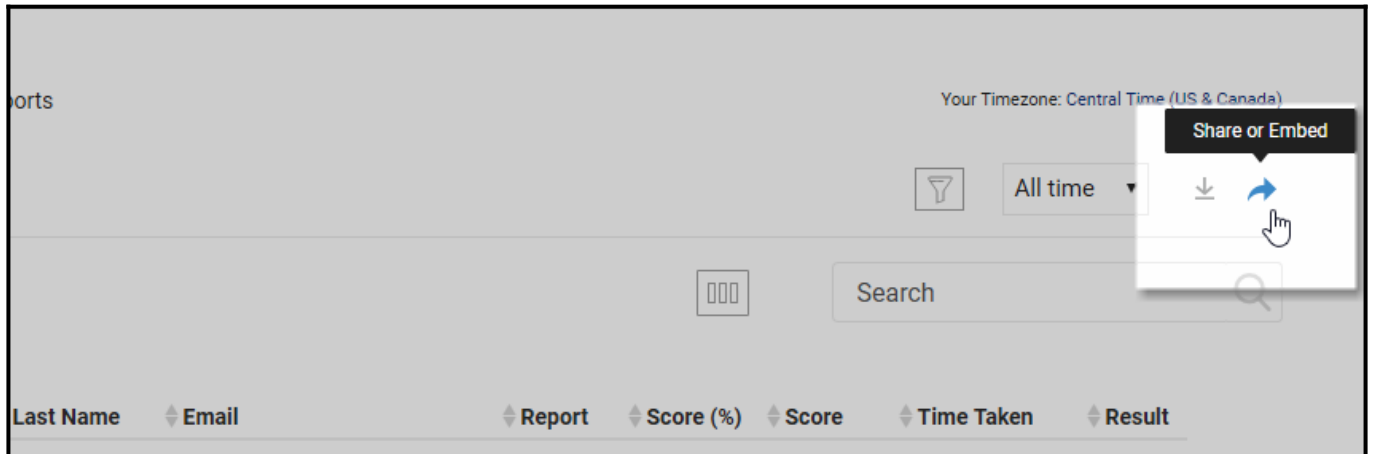 orts
Your Timezone: Central Time (US & Canada)
Share or Embed
All time
Search
Last Name Email Report Score (%) Score Time Taken Result